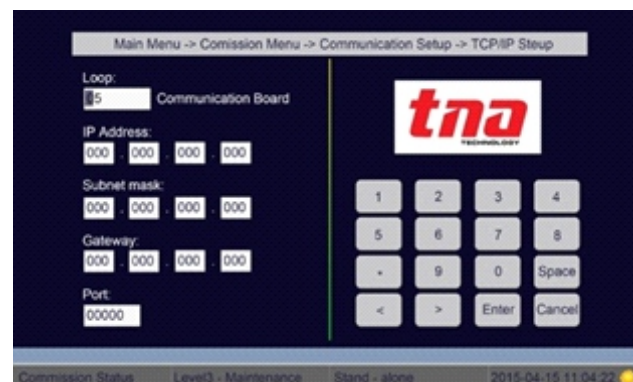 Main Menu -> Comission Menu -> Communication Setup -> TCP/IP Steup
Loop:
05 Communication Board
IP Address:
000 . 000 . 000 . 000
Subnet mask:
000 . 000 . 000 . 000
Gateway:
000 . 000 . 000 . 000
Port:
00000
tna
TECHNOLOGY
1 2 3 4
5 6 7 8
. 9 0 Space
< > Enter Cancel
Commission Status Level3 - Maintenance Stand - alone 2015-04-15 11:04:22